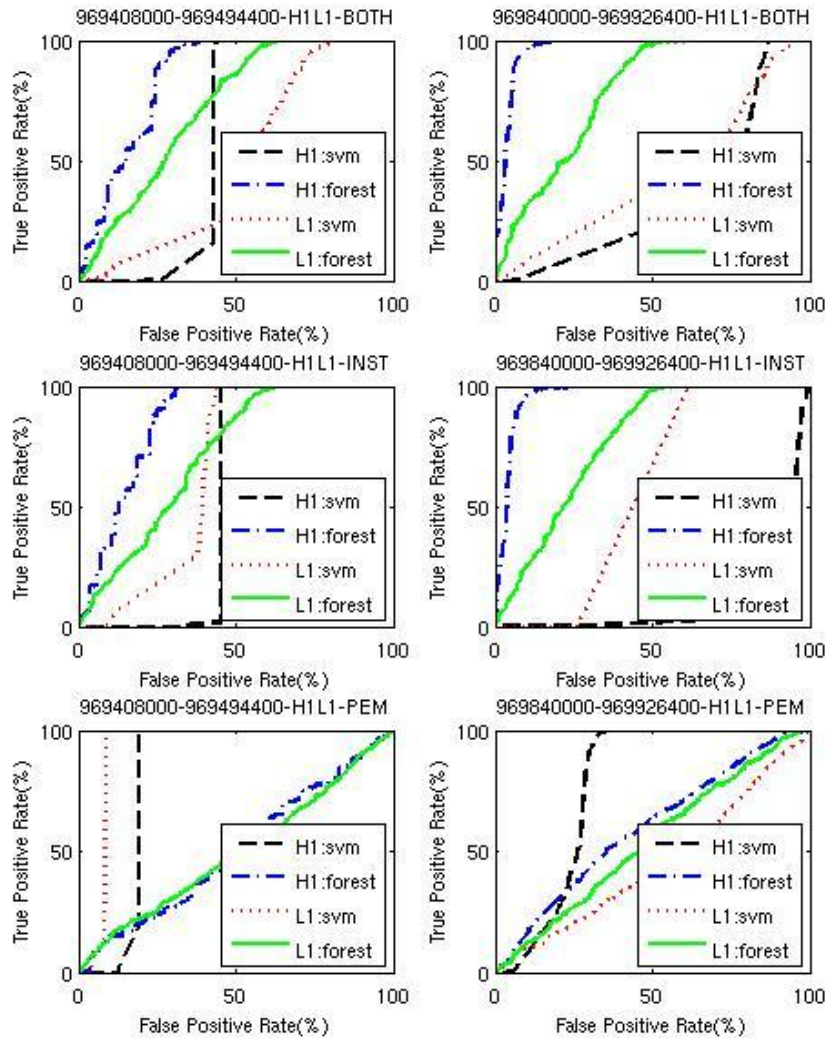 969408000-969494400-H1L1-BOTH
True Positive Rate(%)
100
50
0
H1:svm
H1:forest
L1:svm
L1:forest
0 50 100
False Positive Rate(%)
969840000-969926400-H1L1-BOTH
True Positive Rate(%)
100
50
0
H1:svm
H1:forest
L1:svm
L1:forest
0 50 100
False Positive Rate(%)
969408000-969494400-H1L1-INST
True Positive Rate(%)
100
50
0
H1:svm
H1:forest
L1:svm
L1:forest
0 50 100
False Positive Rate(%)
969840000-969926400-H1L1-INST
True Positive Rate(%)
100
50
0
H1:svm
H1:forest
L1:svm
L1:forest
0 50 100
False Positive Rate(%)
969408000-969494400-H1L1-PEM
True Positive Rate(%)
100
50
0
H1:svm
H1:forest
L1:svm
L1:forest
0 50 100
False Positive Rate(%)
969840000-969926400-H1L1-PEM
True Positive Rate(%)
100
50
0
H1:svm
H1:forest
L1:svm
L1:forest
0 50 100
False Positive Rate(%)